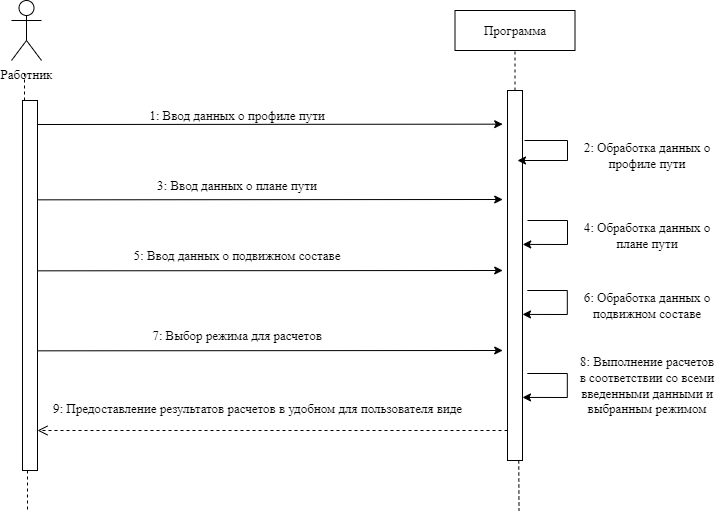 Программа
Работник
1: Ввод данных о профиле пути
2: Обработка данных о
профиле пути
3: Ввод данных о плане пути
4: Обработка данных о
плане пути
5: Ввод данных о подвижном составе
6: Обработка данных о
подвижном составе
7: Выбор режима для расчетов
8: Выполнение расчетов
в соответствии со всеми
введенными данными и
выбранным режимом
9: Предоставление результатов расчетов в удобном для пользователя виде